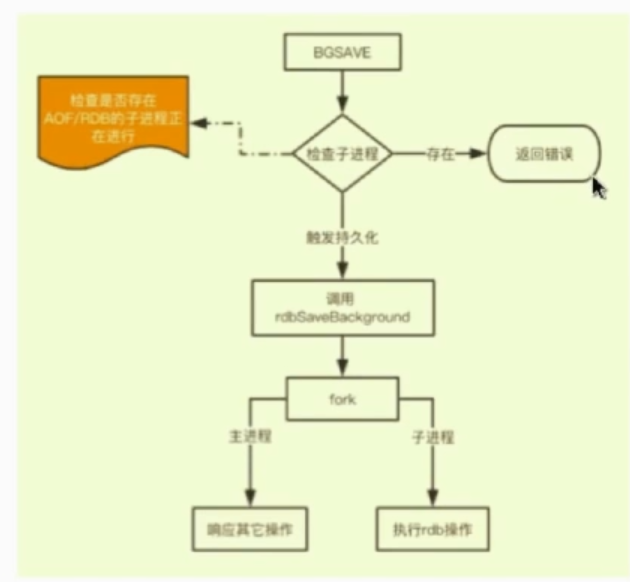 BGSAVE
检查是否存在
AOF/RDB的子进程正
在进行
检查子进程
存在
返回错误
触发持久化
调用
rdbSaveBackground
fork
主进程
子进程
响应其它操作
执行rdb操作